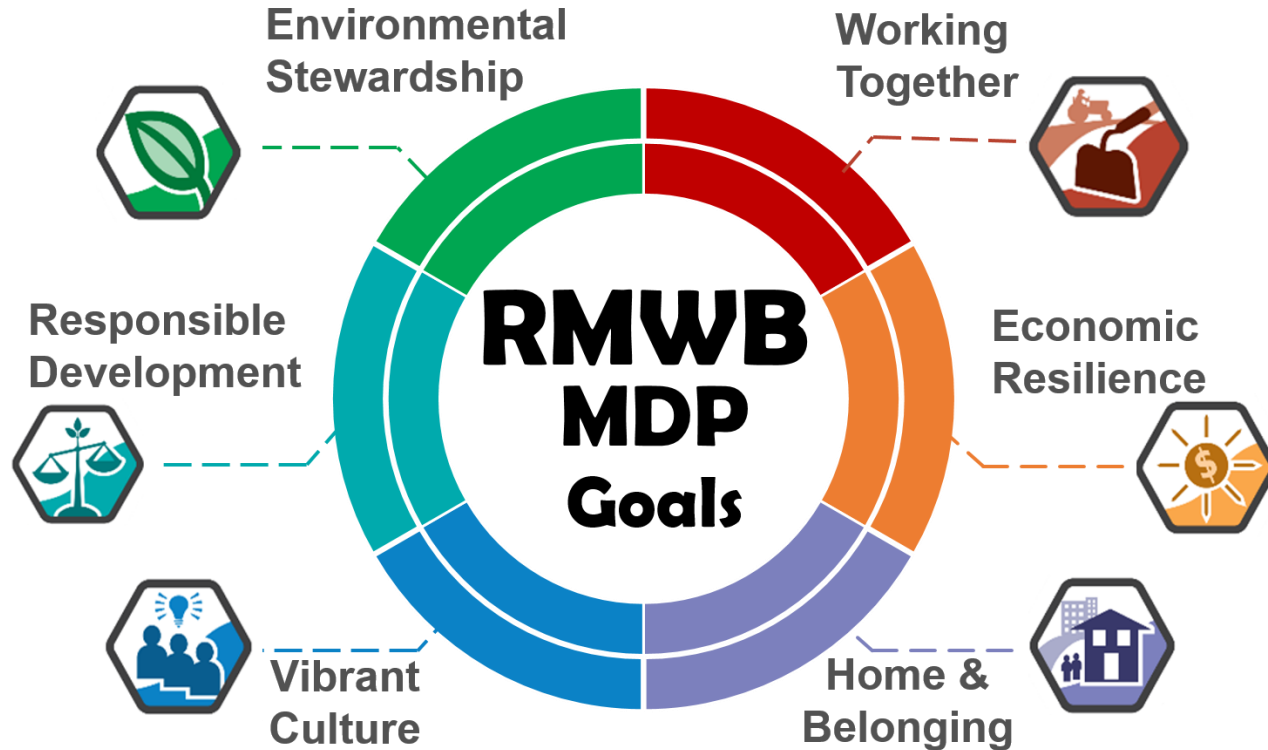 Environmental
Stewardship
Working
Together
RMWB
MDP
Goals
Responsible
Development
Economic
Resilience
$
Vibrant
Culture
Home &
Belonging